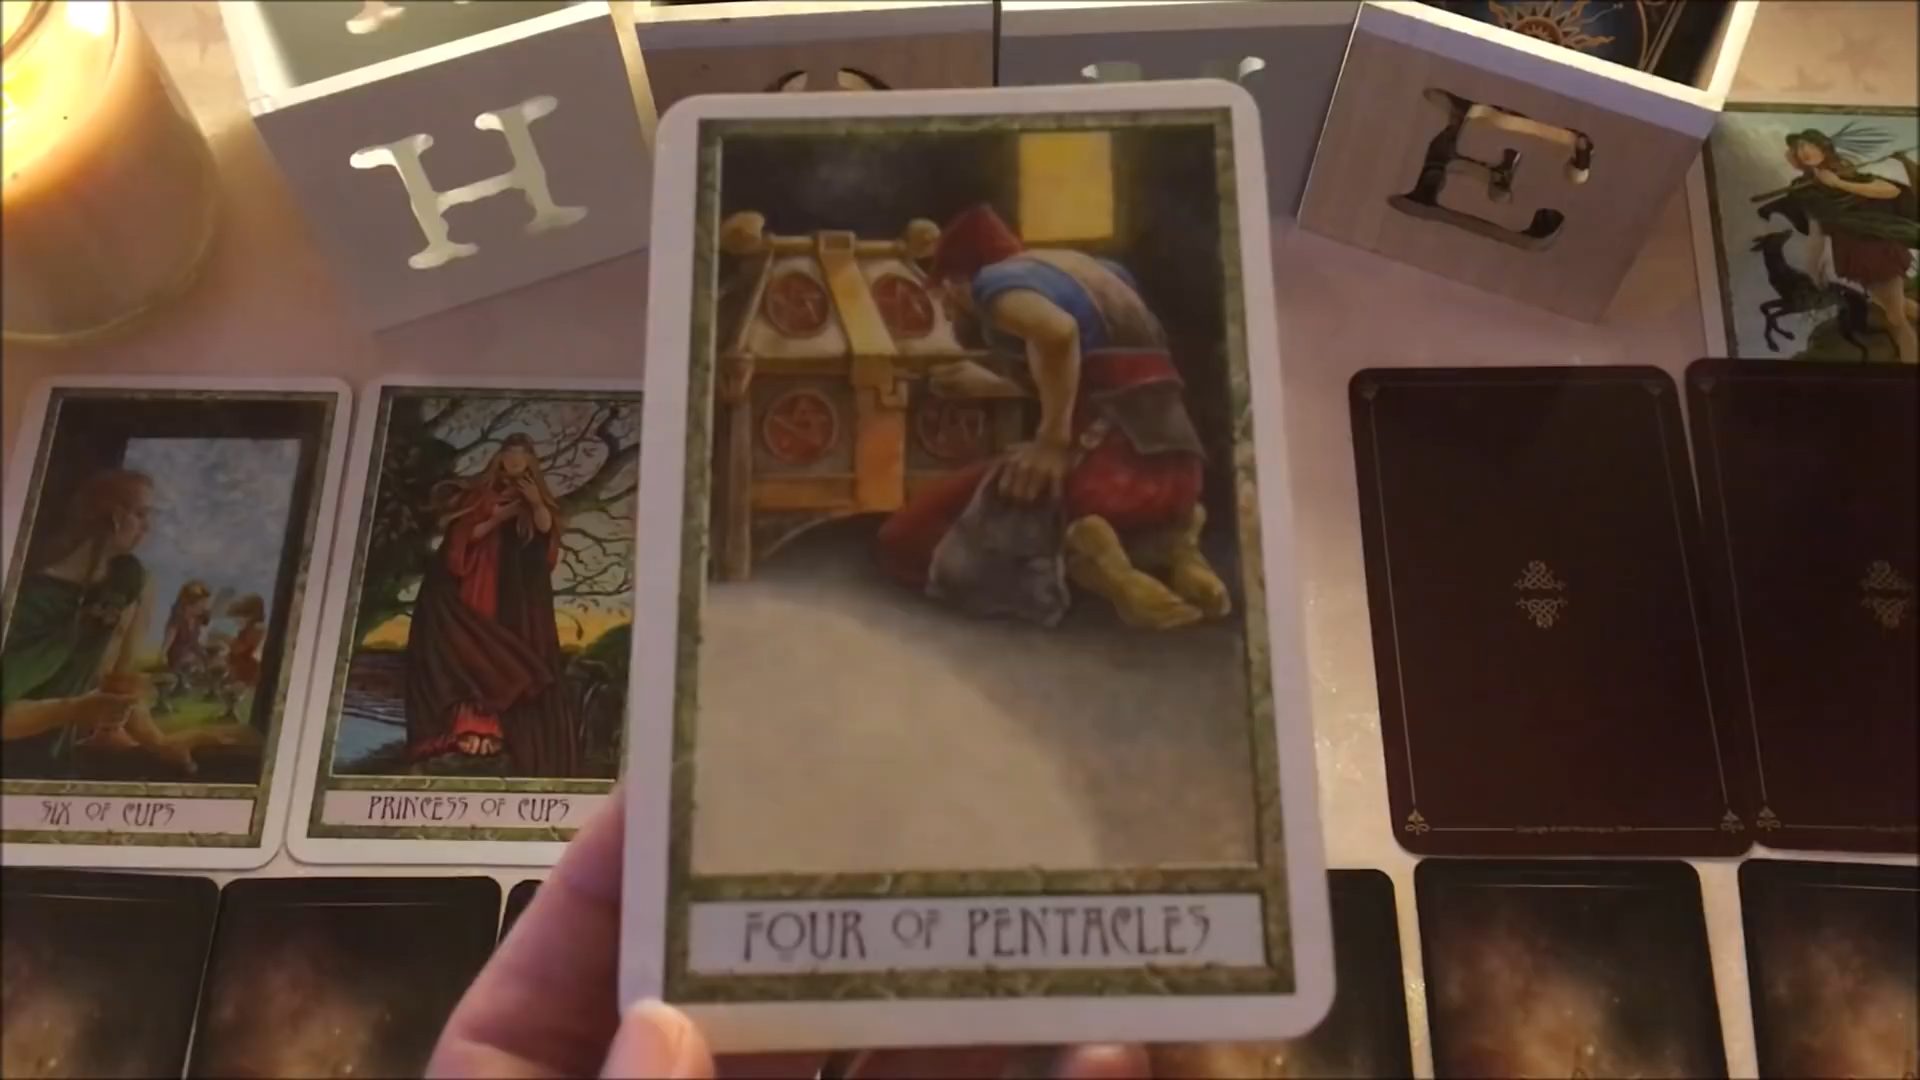 H
E
SIX OF CUPS
PRINCESS OF CUPS
FOUR OF PENTACLES